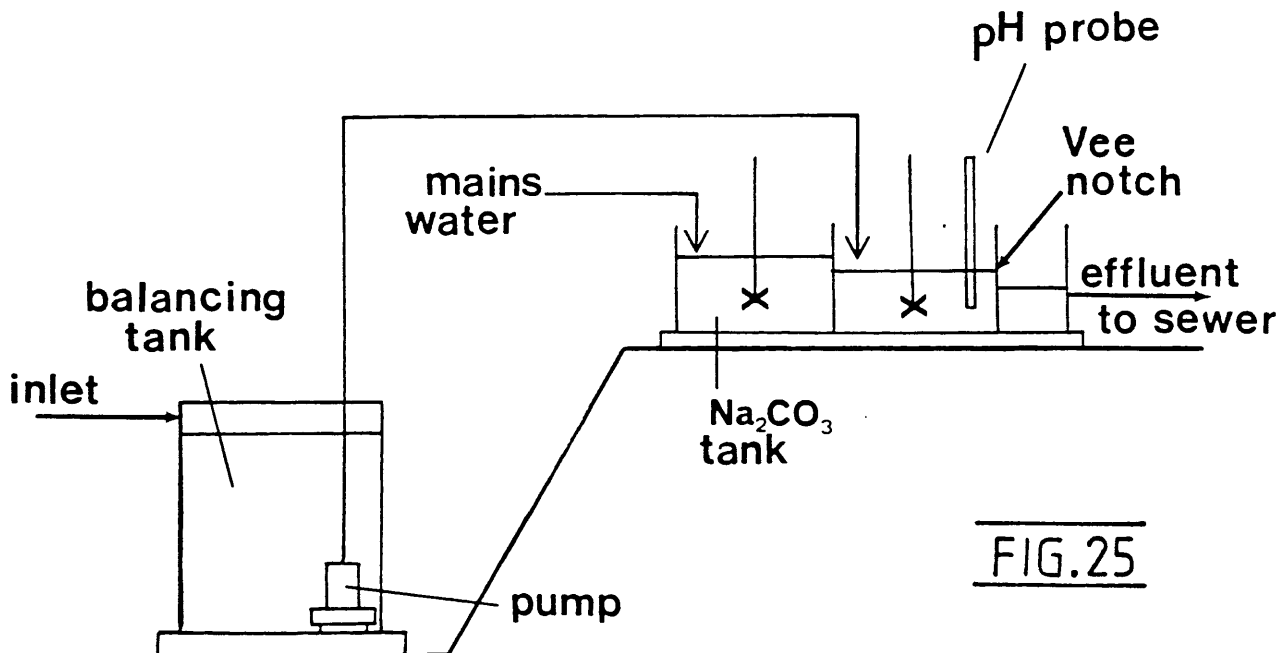 pH probe
Vee
notch
mains
water
balancing
tank
effluent
to sewer
inlet
Na₂CO₃
tank
pump
FIG.25